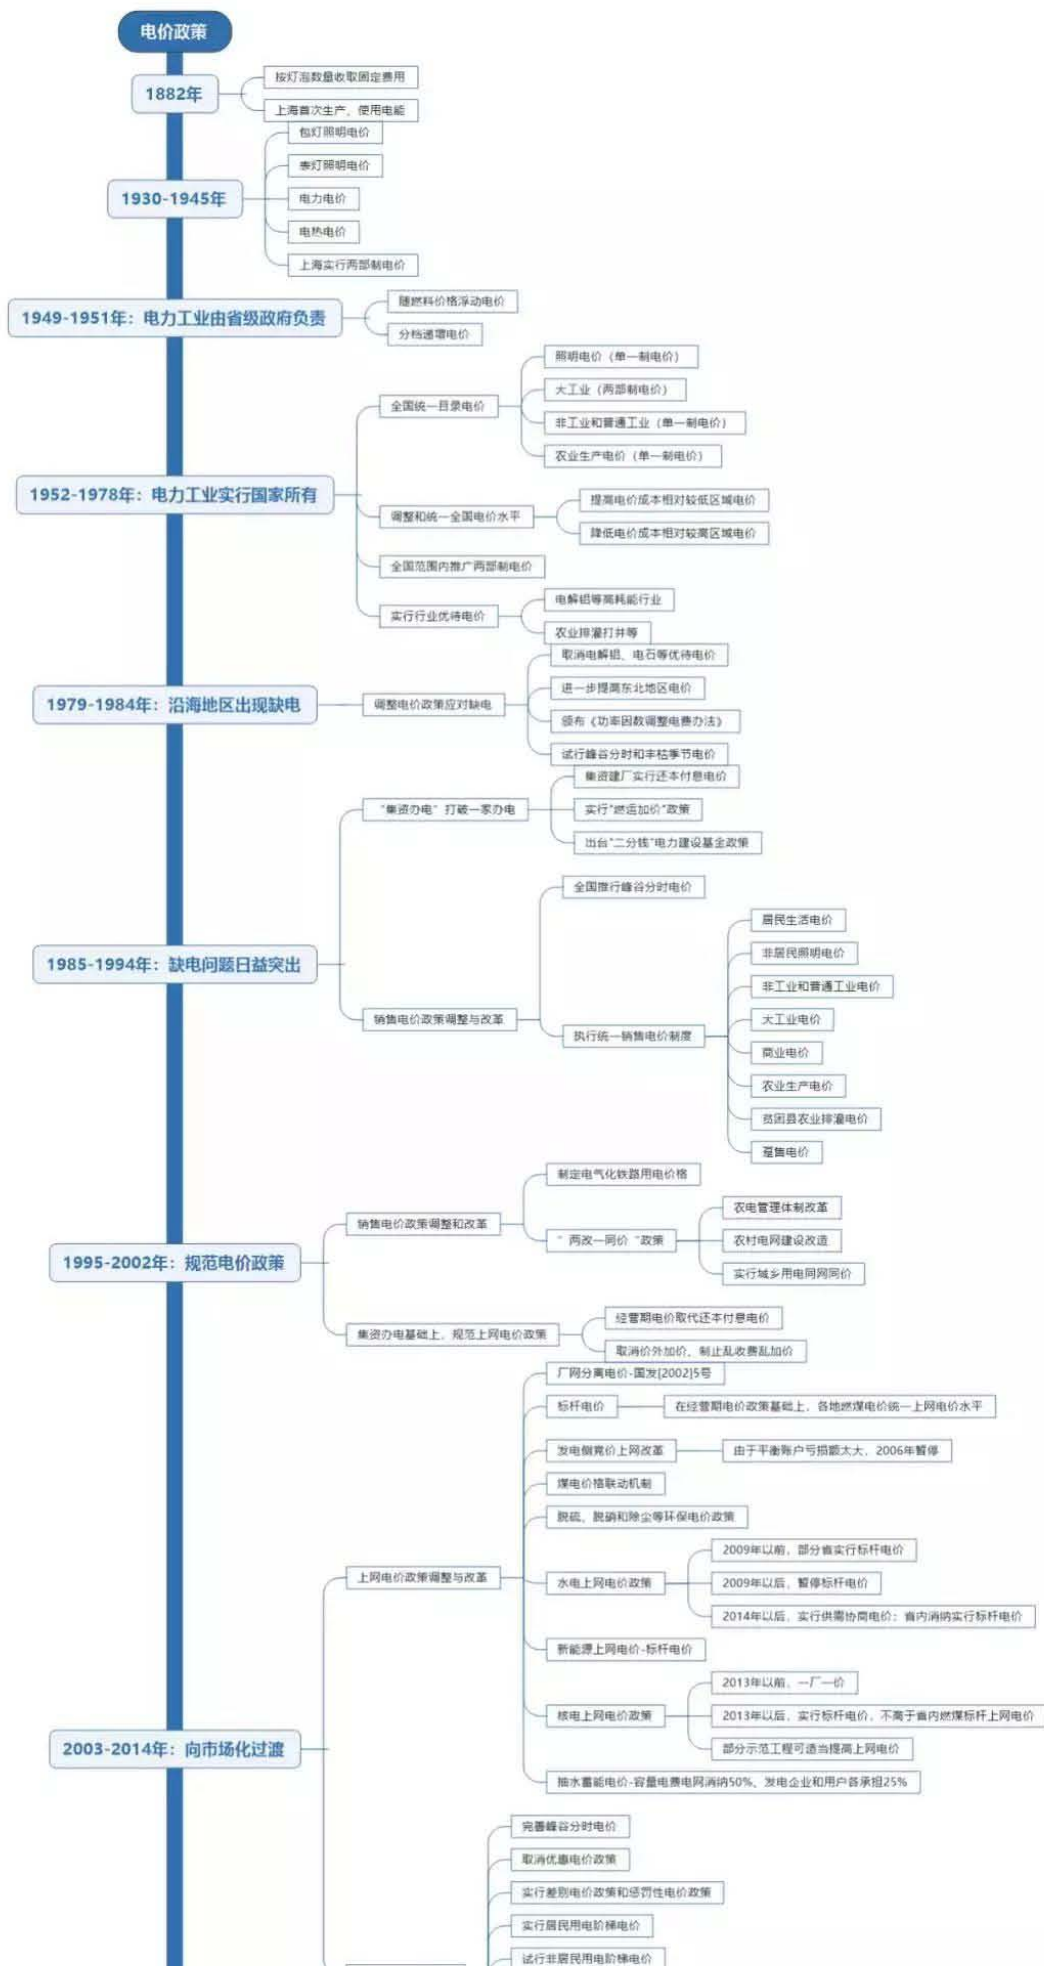 电价政策
1882年
按灯泡数量收取固定费用
上海首次生产、使用电能
1930-1945年
包灯照明电价
表灯照明电价
电力电价
电热电价
上海实行两部制电价
1949-1951年：电力工业由省级政府负责
随燃料价格浮动电价
分档递增电价
1952-1978年：电力工业实行国家所有
全国统一目录电价
照明电价（单一制电价）
大工业（两部制电价）
非工业和普通工业（单一制电价）
农业生产电价（单一制电价）
调整和统一全国电价水平
提高电价成本相对较低区域电价
降低电价成本相对较高区域电价
全国范围内推广两部制电价
实行行业优待电价
电解铝等高耗能行业
农业排灌打井等
1979-1984年：沿海地区出现缺电
调整电价政策应对缺电
取消电解铝、电石等优待电价
进一步提高东北地区电价
颁布《功率因数调整电费办法》
试行峰谷分时和丰枯季节电价
1985-1994年：缺电问题日益突出
“集资办电”打破一家办电
集资建厂实行还本付息电价
实行“燃运加价”政策
出台“二分钱”电力建设基金政策
销售电价政策调整与改革
全国推行峰谷分时电价
执行统一销售电价制度
居民生活电价
非居民照明电价
非工业和普通工业电价
大工业电价
商业电价
农业生产电价
贫困县农业排灌电价
趸售电价
1995-2002年：规范电价政策
销售电价政策调整和改革
制定电气化铁路用电价格
“两改一同价”政策
农电管理体制改革
农村电网建设改造
实行城乡用电同网同价
集资办电基础上，规范上网电价政策
经营期电价取代还本付息电价
取消价外加价，制止乱收费乱加价
2003-2014年：向市场化过渡
上网电价政策调整与改革
厂网分离电价-国发[2002]5号
标杆电价
在经营期电价政策基础上，各地燃煤电价统一上网电价水平
发电侧竞价上网改革
由于平衡账户亏损额太大，2006年暂停
煤电价格联动机制
脱硫、脱硝和除尘等环保电价政策
水电上网电价政策
2009年以前，部分省实行标杆电价
2009年以后，暂停标杆电价
2014年以后，实行供需协商电价；省内消纳实行标杆电价
新能源上网电价-标杆电价
核电上网电价政策
2013年以前，一厂一价
2013年以后，实行标杆电价，不高于省内燃煤标杆上网电价
部分示范工程可适当提高上网电价
抽水蓄能电价-容量电费电网消纳50%、发电企业和用户各承担25%
完善峰谷分时电价
取消优惠电价政策
实行差别电价政策和惩罚性电价政策
实行居民用电阶梯电价
试行非居民用电阶梯电价